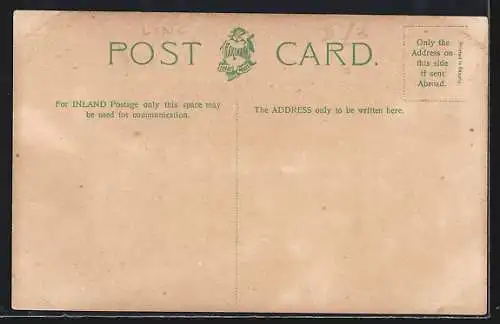 LINC
POST CARD.
Only the
Address on
this side
if sent
Abroad.
For INLAND Postage only this space may
be used for communication.
The ADDRESS only to be written here.